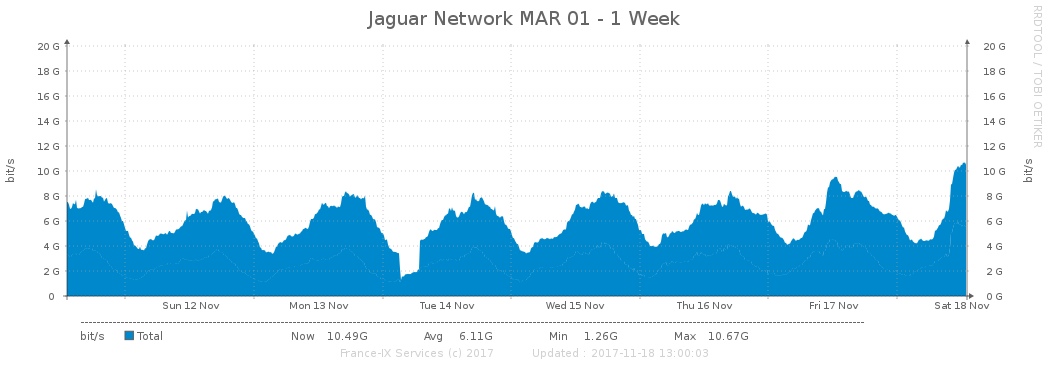 Jaguar Network MAR 01 - 1 Week
RRDTOOL / TOBI OETIKER
bit/s
20 G 20 G
18 G 18 G
16 G 16 G
14 G 14 G
12 G 12 G
10 G 10 G
8 G 8 G
6 G 6 G
4 G 4 G
2 G 2 G
0 0 G
bit/s
Sun 12 Nov Mon 13 Nov Tue 14 Nov Wed 15 Nov Thu 16 Nov Fri 17 Nov Sat 18 Nov
bit/s Total Now 10.49G Avg 6.11G Min 1.26G Max 10.67G
France-IX Services (c) 2017 Updated : 2017-11-18 13:00:03